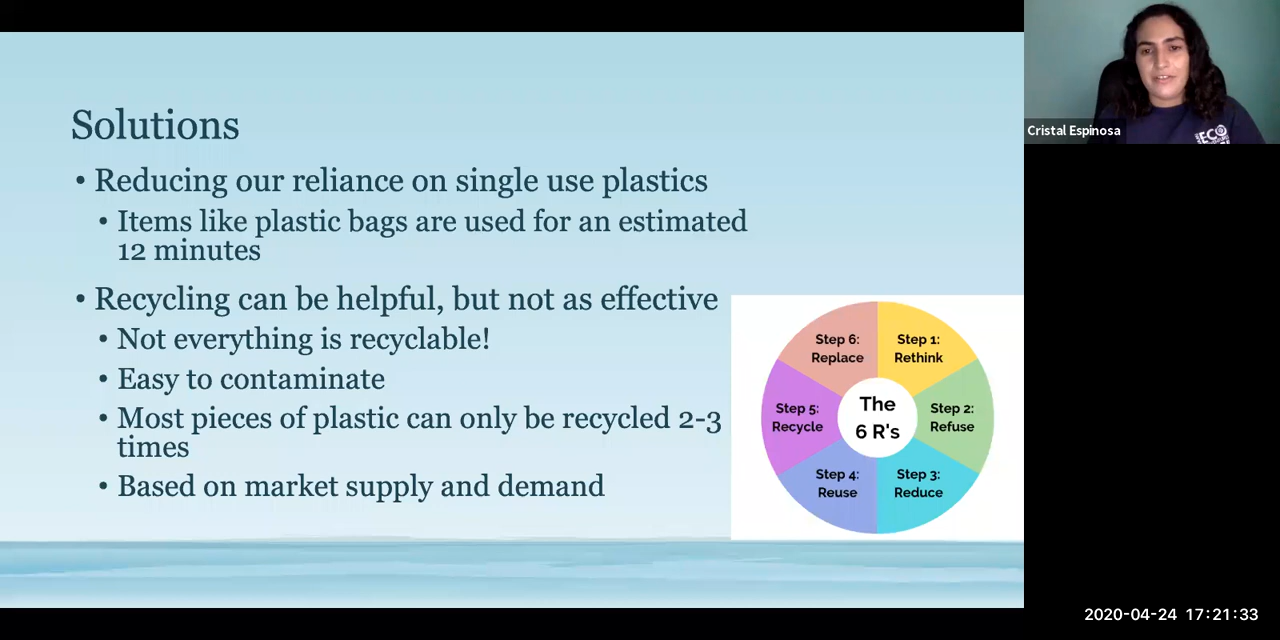 Solutions
• Reducing our reliance on single use plastics
• Items like plastic bags are used for an estimated
12 minutes
• Recycling can be helpful, but not as effective
• Not everything is recyclable!
• Easy to contaminate
• Most pieces of plastic can only be recycled 2-3
times
• Based on market supply and demand
Step 1:
Rethink
Step 2:
Refuse
Step 3:
Reduce
Step 4:
Reuse
Step 5:
Recycle
Step 6:
Replace
The
6 R's
Cristal Espinosa
ECO
2020-04-24 17:21:33